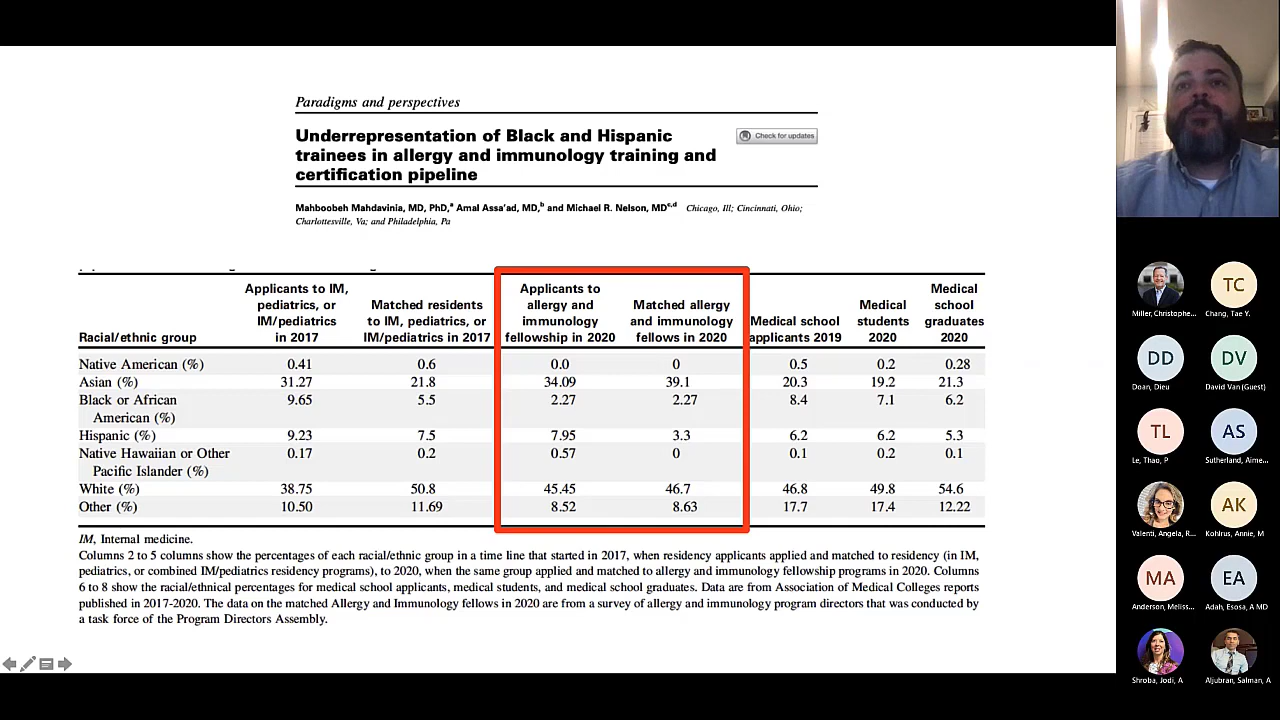 Paradigms and perspectives
Underrepresentation of Black and Hispanic
trainees in allergy and immunology training and
certification pipeline
Check for updates
Mahboobeh Mahdavinia, MD, PhD,a Amal Assa'ad, MD,b and Michael R. Nelson, MDc,d Chicago, Ill; Cincinnati, Ohio;
Charlottesville, Va; and Philadelphia, Pa
Racial/ethnic group
Applicants to IM,
pediatrics, or
IM/pediatrics
in 2017
Matched residents
to IM, pediatrics, or
IM/pediatrics in 2017
Applicants to
allergy and
immunology
fellowship in 2020
Matched allergy
and immunology
fellows in 2020
Medical school
applicants 2019
Medical
students
2020
Medical
school
graduates
2020
Native American (%) 0.41 0.6 0.0 0 0.5 0.2 0.28
Asian (%) 31.27 21.8 34.09 39.1 20.3 19.2 21.3
Black or African 9.65 5.5 2.27 2.27 8.4 7.1 6.2
American (%)
Hispanic (%) 9.23 7.5 7.95 3.3 6.2 6.2 5.3
Native Hawaiian or Other 0.17 0.2 0.57 0 0.1 0.2 0.1
Pacific Islander (%)
White (%) 38.75 50.8 45.45 46.7 46.8 49.8 54.6
Other (%) 10.50 11.69 8.52 8.63 17.7 17.4 12.22
IM, Internal medicine.
Columns 2 to 5 columns show the percentages of each racial/ethnic group in a time line that started in 2017, when residency applicants applied and matched to residency (in IM,
pediatrics, or combined IM/pediatrics residency programs), to 2020, when the same group applied and matched to allergy and immunology fellowship programs in 2020. Columns
6 to 8 show the racial/ethnical percentages for medical school applicants, medical students, and medical school graduates. Data are from Association of Medical Colleges reports
published in 2017-2020. The data on the matched Allergy and Immunology fellows in 2020 are from a survey of allergy and immunology program directors that was conducted by
a task force of the Program Directors Assembly.
TC
Miller, Christophe...
Chang, Tae Y.
DD
DV
Doan, Dieu
David Van (Guest)
TL
AS
Le, Thao, P
Sutherland, Aime...
AK
Valenti, Angela, R...
Kohlrus, Annie, M
MA
EA
Anderson, Meliss...
Adah, Esosa, A MD
Shroba, Jodi, A
Aljubran, Salman, A